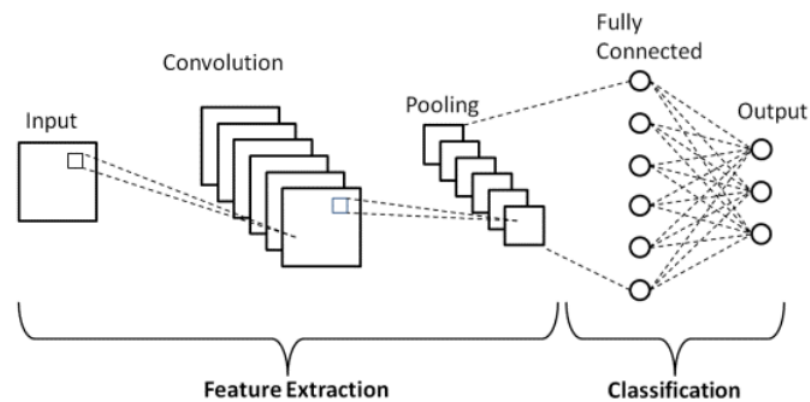 Fully
Connected
Convolution
Pooling
Input
Output
Feature Extraction
Classification